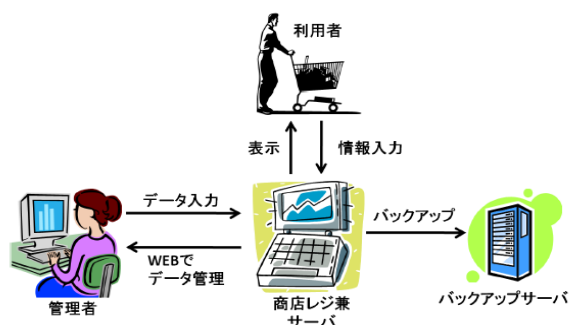 利用者
表示
情報入力
データ入力
バックアップ
WEBで
データ管理
管理者
商店レジ兼
サーバ
バックアップサーバ